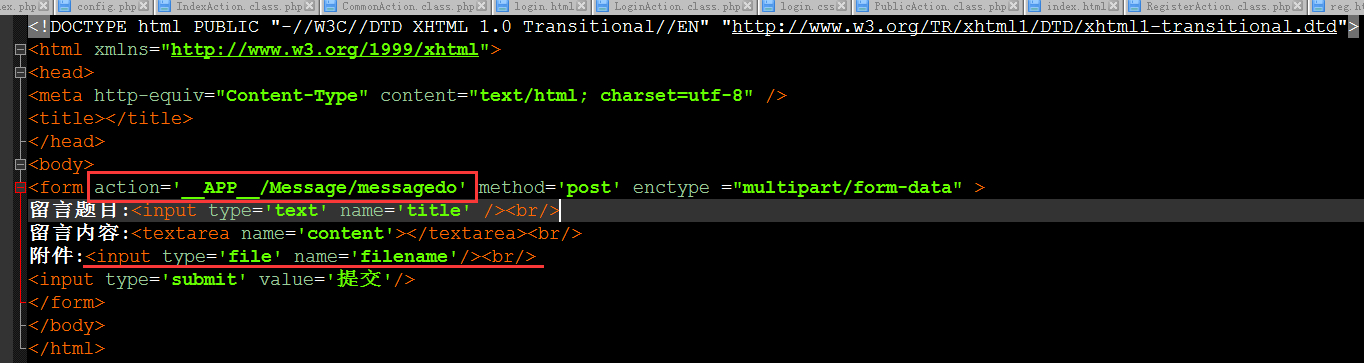 ex.php config.php IndexAction.class.php CommonAction.class.php login.html LoginAction.class.php login.css PublicAction.class.php index.html RegisterAction.class.php reg.h
<!DOCTYPE html PUBLIC "-//W3C//DTD XHTML 1.0 Transitional//EN" "http://www.w3.org/TR/xhtml1/DTD/xhtml1-transitional.dtd">
<html xmlns="http://www.w3.org/1999/xhtml">
<head>
<meta http-equiv="Content-Type" content="text/html; charset=utf-8" />
<title></title>
</head>
<body>
<form action='__APP__/Message/messagedo' method='post' enctype ="multipart/form-data" >
留言题目:<input type='text' name='title' /><br/>
留言内容:<textarea name='content'></textarea><br/>
附件:<input type='file' name='filename'/><br/>
<input type='submit' value='提交'/>
</form>
</body>
</html>